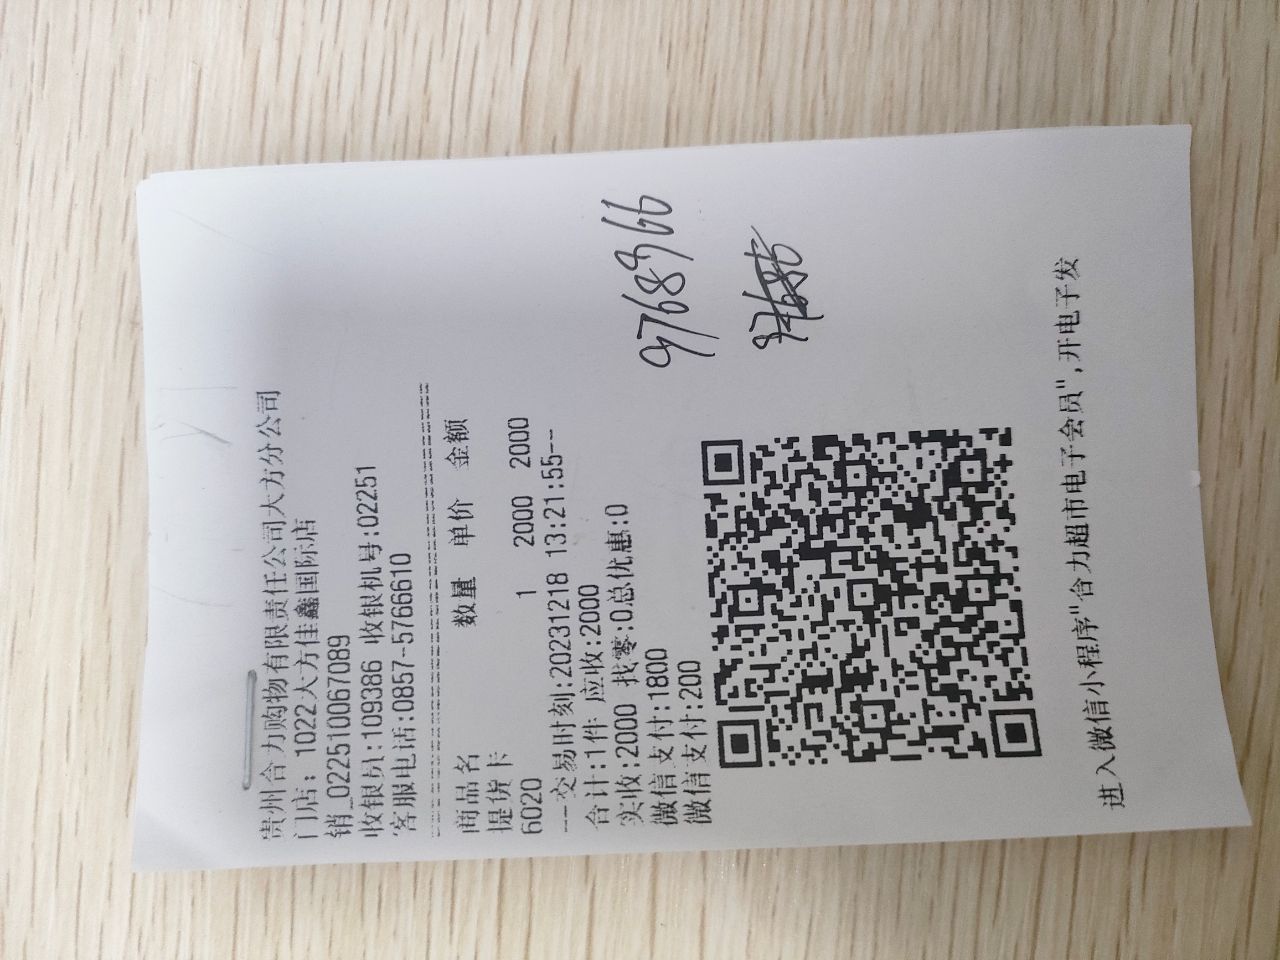 贵州合力购物有限责任公司大方分公司
门店: 1022大方佳鑫国际店
销_022510067089
收银员:109386 收银机号:02251
客服电话:0857-5766610
商品名 数量 单价 金额
提货卡
6020 1 2000 2000
--交易时刻:20231218 13:21:55--
合计:1件 应收:2000
实收:2000 找零:0总优惠:0
微信支付:1800
微信支付:200
进入微信小程序"合力超市电子会员",开电子发